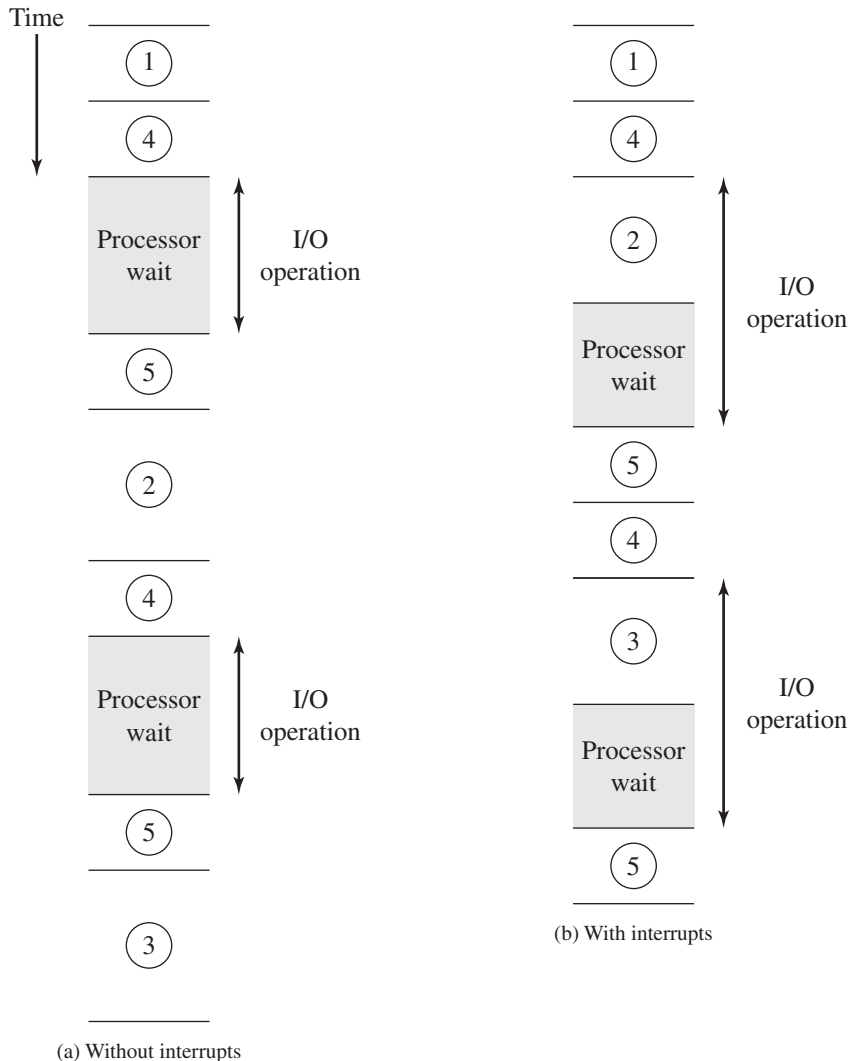 Time
①
④
Processor
wait
I/O
operation
⑤
②
④
Processor
wait
I/O
operation
⑤
③
(a) Without interrupts
①
④
②
I/O
operation
Processor
wait
⑤
④
③
I/O
operation
Processor
wait
⑤
(b) With interrupts